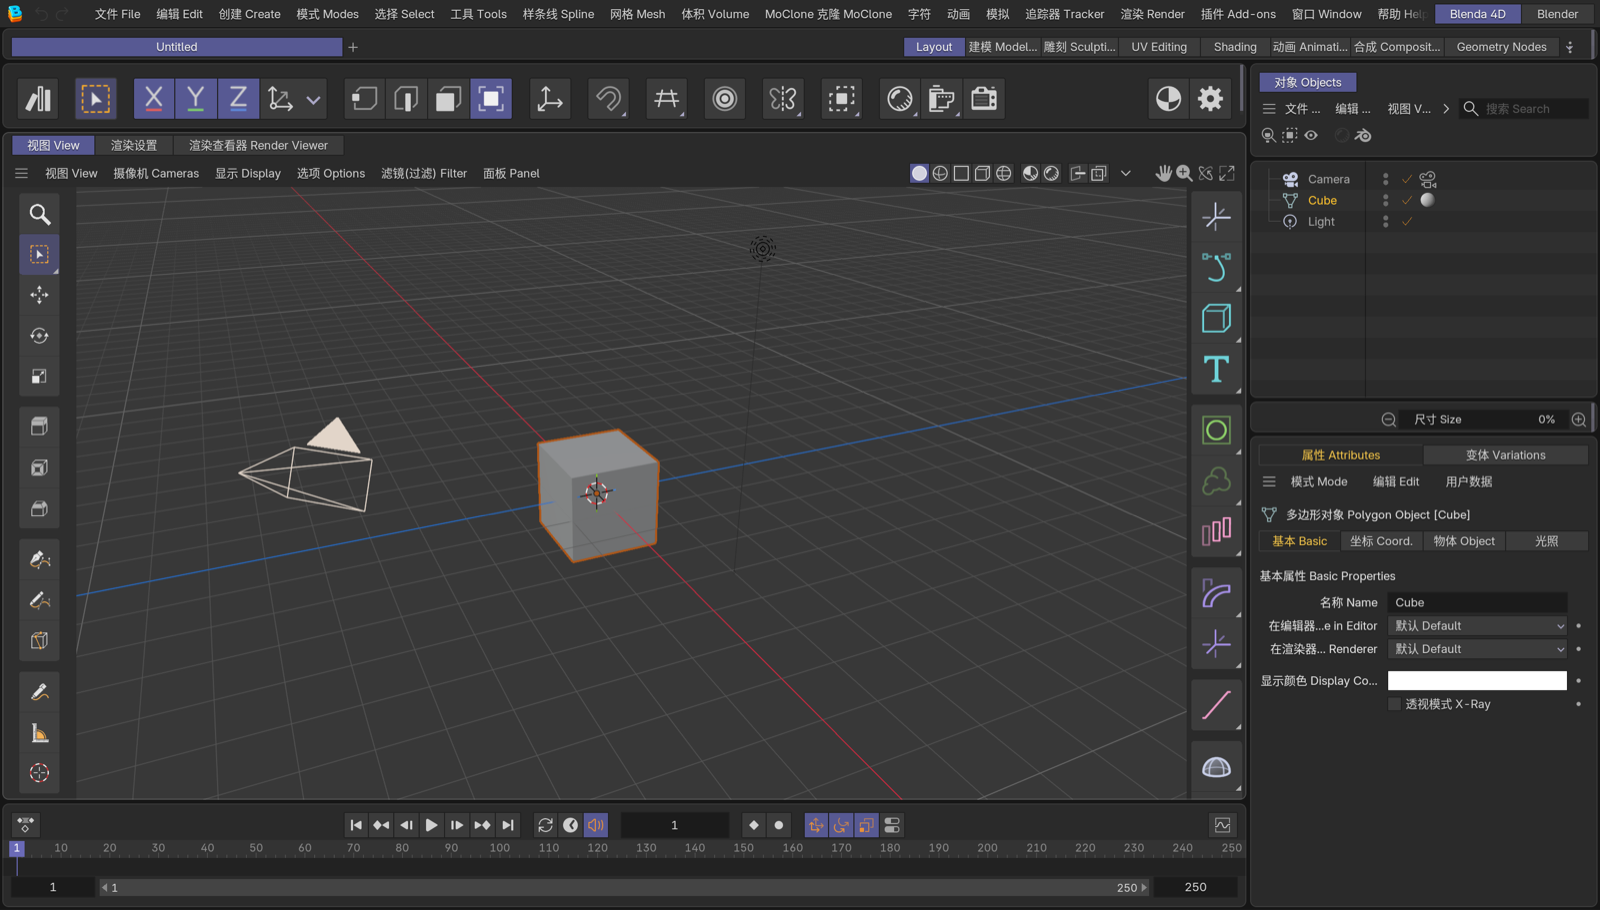 文件 File 编辑 Edit 创建 Create 模式 Modes 选择 Select 工具 Tools 样条线 Spline 网格 Mesh 体积 Volume MoClone 克隆 MoClone 字符 动画 模拟 追踪器 Tracker 渲染 Render 插件 Add-ons 窗口 Window 帮助 Help Blenda 4D Blender
Untitled + Layout 建模 Model... 雕刻 Sculpti... UV Editing Shading 动画 Animati... 合成 Composit... Geometry Nodes
X Y Z
对象 Objects
文件 ... 编辑 ... 视图 V... 搜索 Search
视图 View 渲染设置 渲染查看器 Render Viewer
视图 View 摄像机 Cameras 显示 Display 选项 Options 滤镜(过滤) Filter 面板 Panel
Camera
Cube
Light
T
尺寸 Size 0%
属性 Attributes 变体 Variations
模式 Mode 编辑 Edit 用户数据
多边形对象 Polygon Object [Cube]
基本 Basic 坐标 Coord. 物体 Object 光照
基本属性 Basic Properties
名称 Name Cube
在编辑器...e in Editor 默认 Default
在渲染器... Renderer 默认 Default
显示颜色 Display Co...
透视模式 X-Ray
1
1 10 20 30 40 50 60 70 80 90 100 110 120 130 140 150 160 170 180 190 200 210 220 230 240 250
1 1 250 250